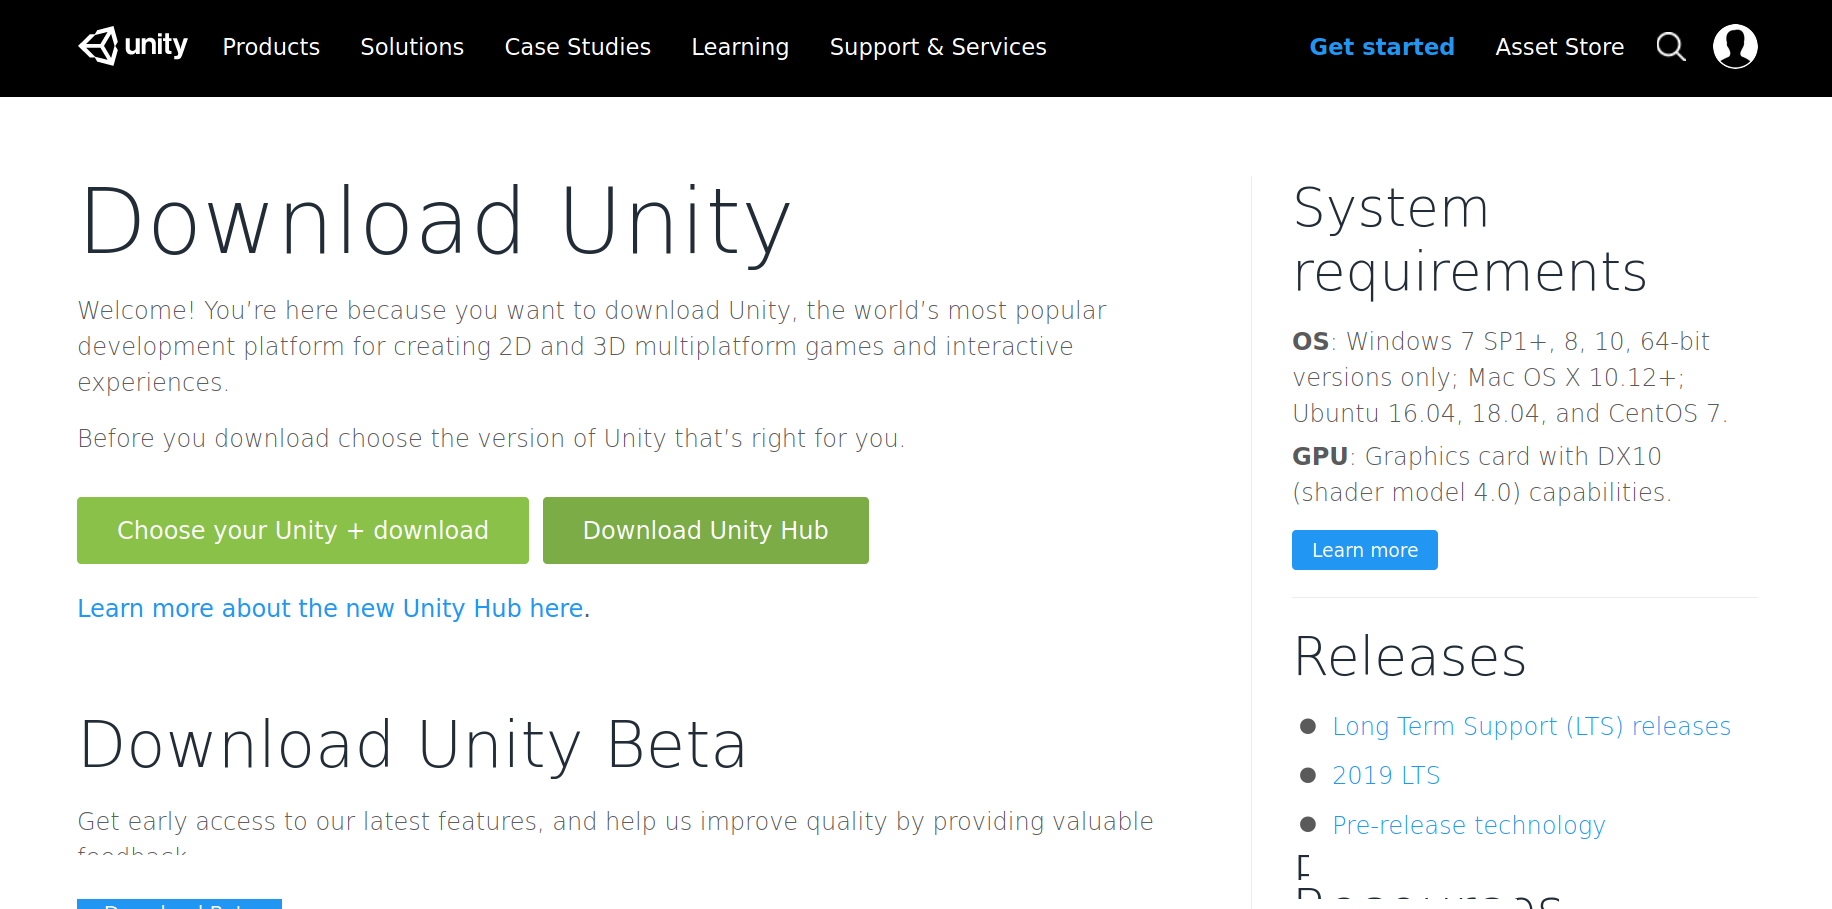 unity Products Solutions Case Studies Learning Support & Services Get started Asset Store
Download Unity
Welcome! You’re here because you want to download Unity, the world’s most popular
development platform for creating 2D and 3D multiplatform games and interactive
experiences.
Before you download choose the version of Unity that’s right for you.
Choose your Unity + download
Download Unity Hub
Learn more about the new Unity Hub here.
Download Unity Beta
Get early access to our latest features, and help us improve quality by providing valuable
feedback
System
requirements
OS: Windows 7 SP1+, 8, 10, 64-bit
versions only; Mac OS X 10.12+;
Ubuntu 16.04, 18.04, and CentOS 7.
GPU: Graphics card with DX10
(shader model 4.0) capabilities.
Learn more
Releases
Long Term Support (LTS) releases
2019 LTS
Pre-release technology
Resources